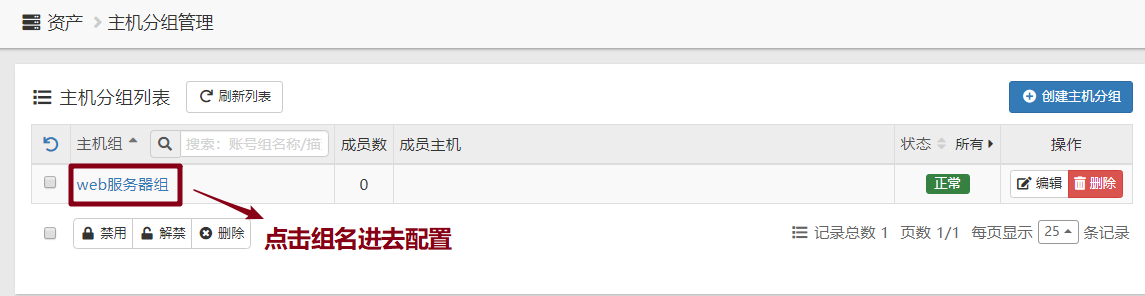 资产 主机分组管理
主机分组列表 刷新列表 创建主机分组
主机组 搜索：账号组名称/描 成员数 成员主机 状态 所有 操作
web服务器组 0 正常 编辑 删除
禁用 解禁 删除 记录总数 1 页数 1/1 每页显示 25 条记录
点击组名进去配置